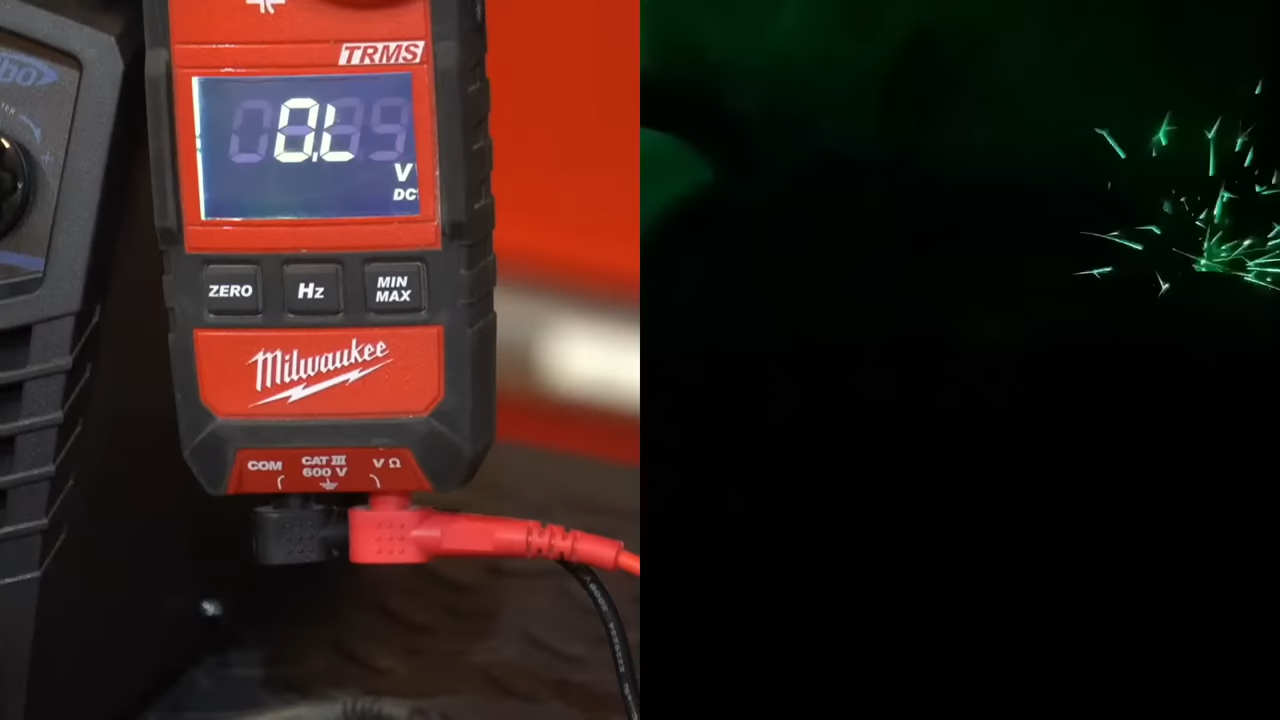 TRMS
0.L
V
DC
ZERO
Hz
MIN
MAX
Milwaukee
COM
CAT III
600 V
V Ω